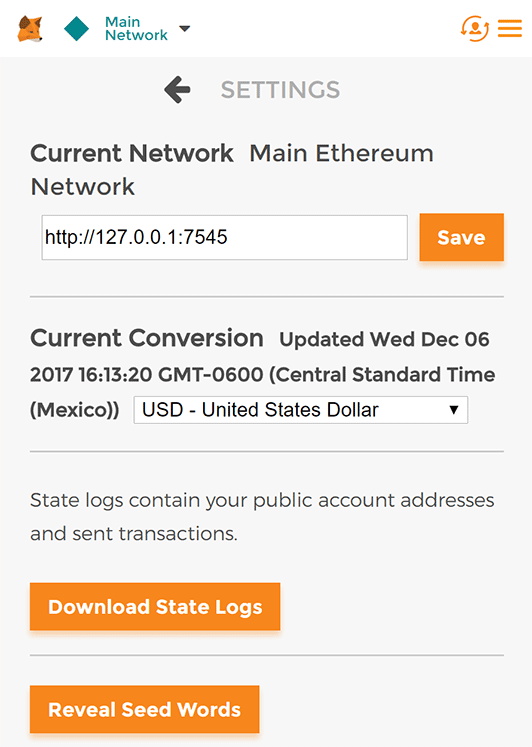 Main
Network
SETTINGS
Current Network Main Ethereum
Network
http://127.0.0.1:7545
Save
Current Conversion Updated Wed Dec 06
2017 16:13:20 GMT-0600 (Central Standard Time
(Mexico)) USD - United States Dollar
State logs contain your public account addresses
and sent transactions.
Download State Logs
Reveal Seed Words